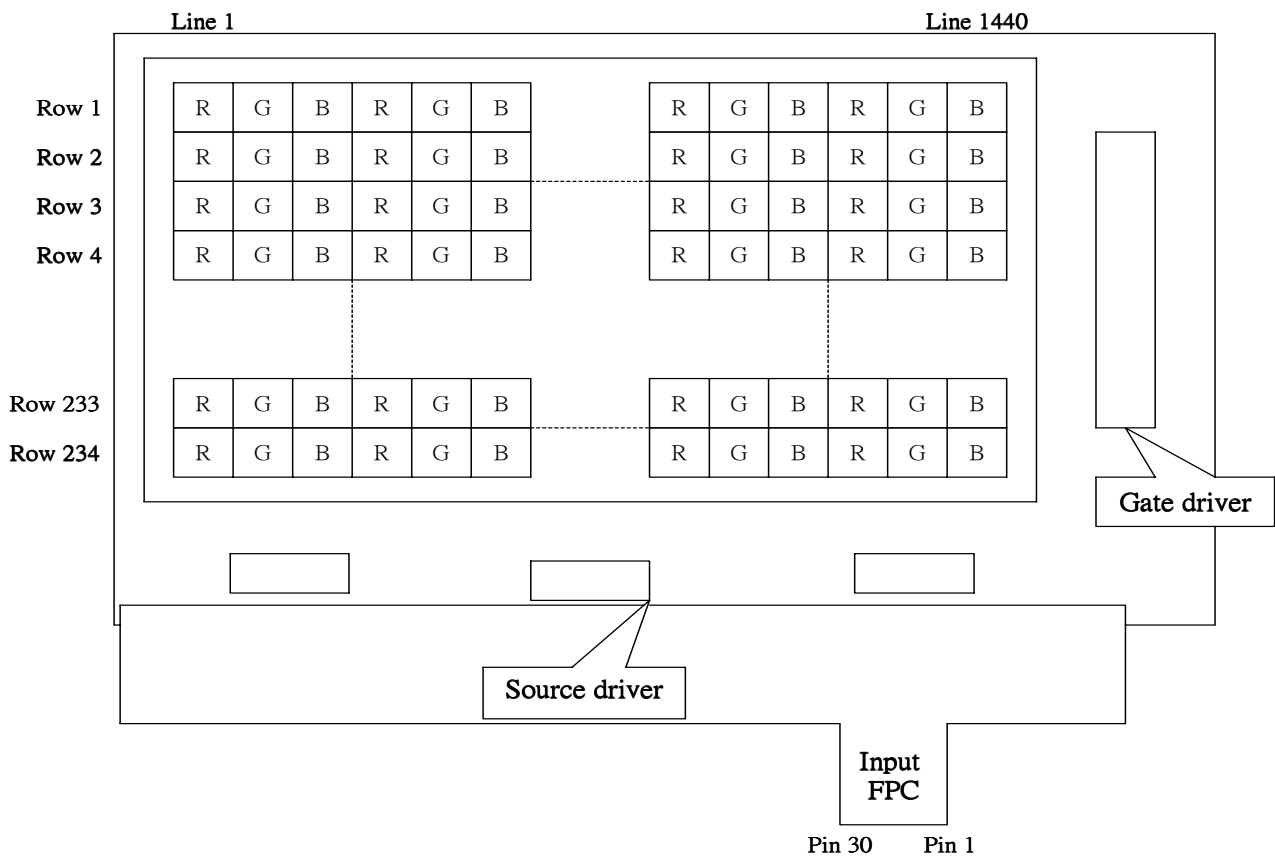 Line 1 Line 1440
Row 1 R G B R G B R G B R G B
Row 2 R G B R G B R G B R G B
Row 3 R G B R G B R G B R G B
Row 4 R G B R G B R G B R G B
Row 233 R G B R G B R G B R G B
Row 234 R G B R G B R G B R G B
Gate driver
Source driver
Input
FPC
Pin 30 Pin 1